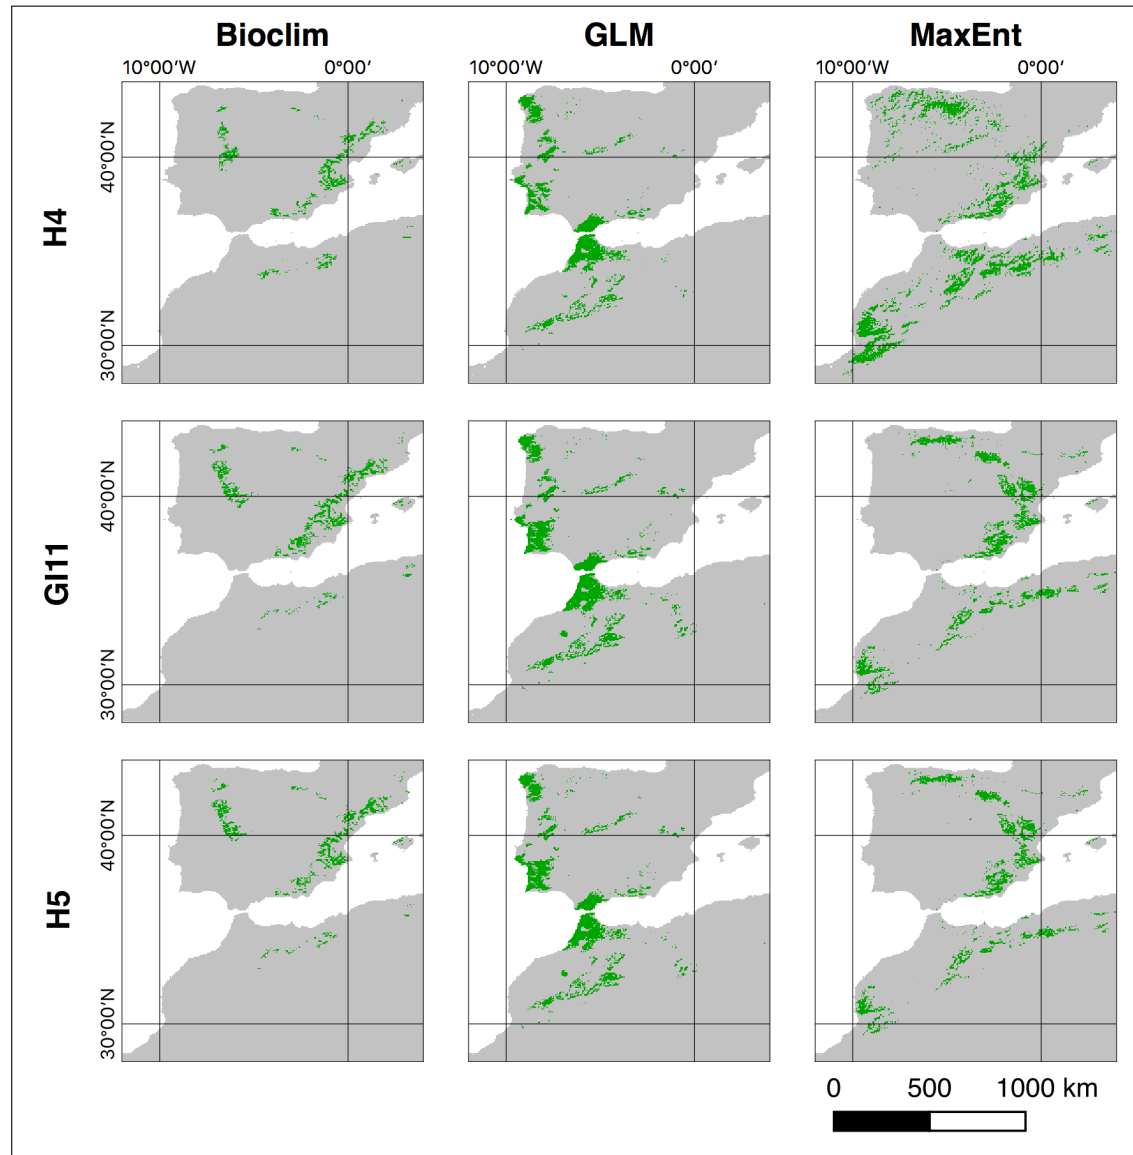 Bioclim GLM MaxEnt
10°00′W 0°00′ 10°00′W 0°00′ 10°00′W 0°00′
H4
40°00′N
30°00′N
GI11
40°00′N
30°00′N
H5
40°00′N
30°00′N
0 500 1000 km